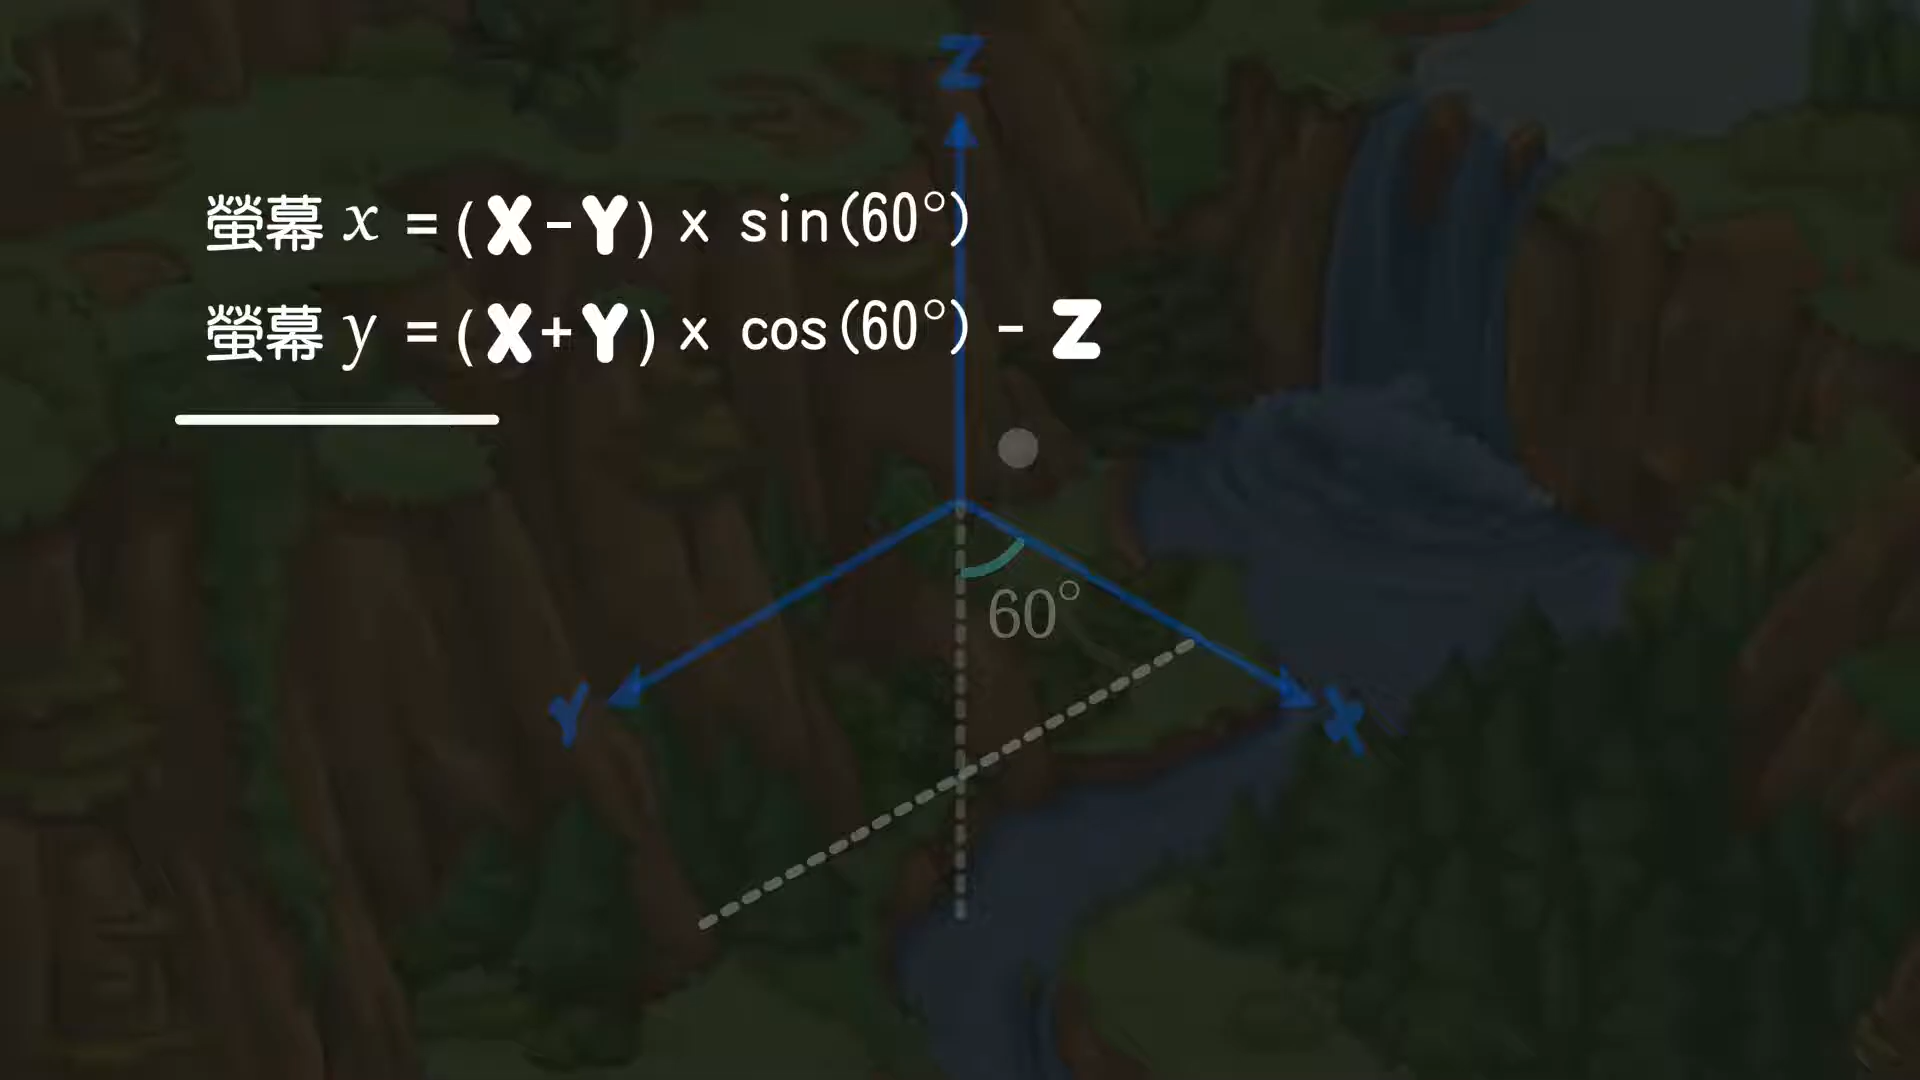 Z
螢幕 x = (X-Y) x sin(60°)
螢幕 y = (X+Y) x cos(60°) - Z
60°
Y
X